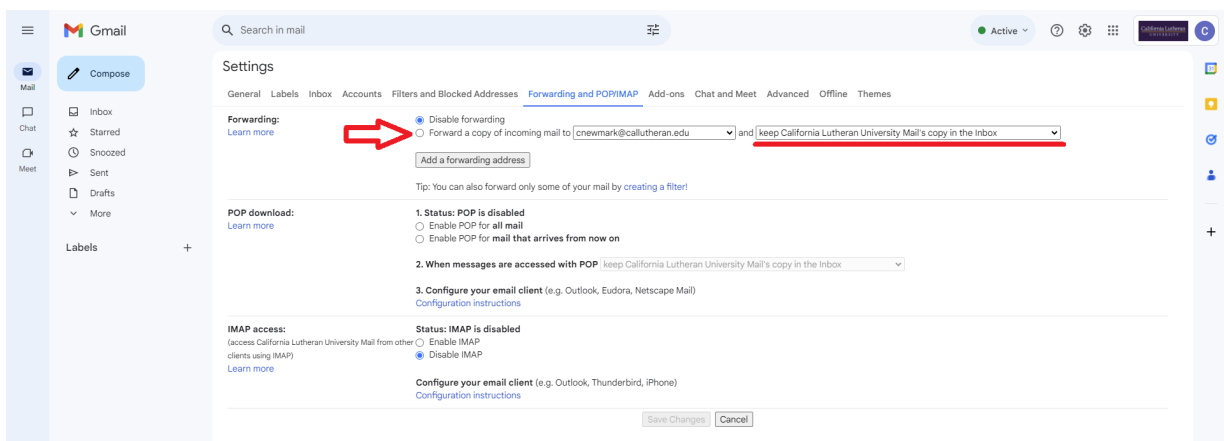 Gmail
Search in mail
Active
California Lutheran
UNIVERSITY
C
Mail
Chat
Meet
Compose
Inbox
Starred
Snoozed
Sent
Drafts
More
Labels
Settings
General Labels Inbox Accounts Filters and Blocked Addresses Forwarding and POP/IMAP Add-ons Chat and Meet Advanced Offline Themes
Forwarding:
Learn more
Disable forwarding
Forward a copy of incoming mail to cnewmark@callutheran.edu and keep California Lutheran University Mail's copy in the Inbox
Add a forwarding address
Tip: You can also forward only some of your mail by creating a filter!
POP download:
Learn more
1. Status: POP is disabled
Enable POP for all mail
Enable POP for mail that arrives from now on
2. When messages are accessed with POP keep California Lutheran University Mail's copy in the Inbox
3. Configure your email client (e.g. Outlook, Eudora, Netscape Mail)
Configuration instructions
IMAP access:
(access California Lutheran University Mail from other
clients using IMAP)
Learn more
Status: IMAP is disabled
Enable IMAP
Disable IMAP
Configure your email client (e.g. Outlook, Thunderbird, iPhone)
Configuration instructions
Save Changes Cancel